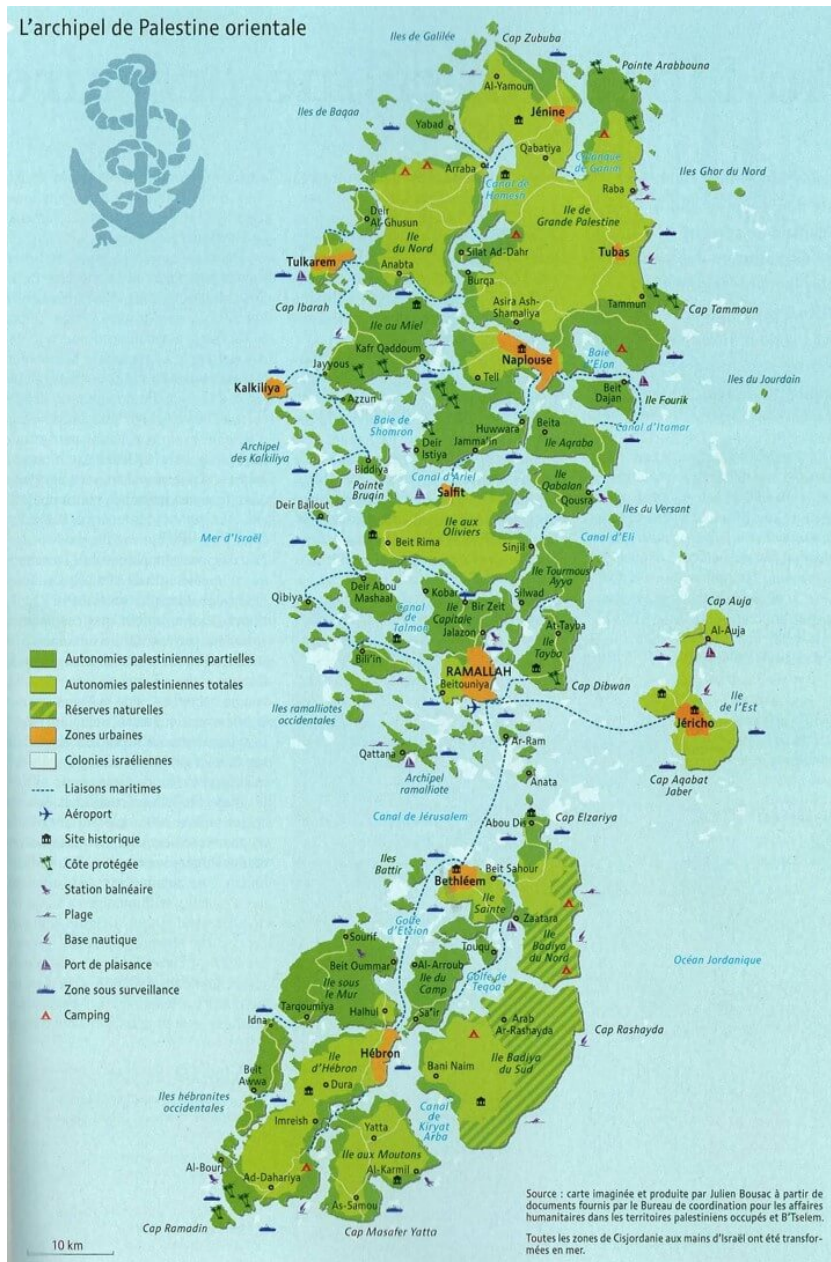 L'archipel de Palestine orientale
Iles de Galilée
Cap Zububa
Pointe Arabbouna
Al-Yamoun
Jénine
Iles de Baqaa
Yabad
Qabatiya
Calanque
de Ganim
Arraba
Canal de
Homesh
Iles Ghor du Nord
Raba
Deir
Al-Ghusun
Ile
du Nord
Ile de
Grande Palestine
Silat Ad-Dahr
Tubas
Tulkarem
Anabta
Burqa
Cap Ibarah
Asira Ash-
Shamaliya
Tammun
Cap Tammoun
Ile au Miel
Kafr Qaddoum
Naplouse
Baie
d'Elon
Jayyous
Tell
Beit
Dajan
Iles du Jourdain
Kalkiliya
Azzun
Ile Fourik
Baie de
Shomron
Huwwara
Beita
Canal d'Itamar
Archipel
des Kalkiliya
Deir
Istiya
Jamma'in
Ile Aqraba
Biddiya
Pointe
Bruqin
Canal d'Ariel
Salfit
Ile
Qabalan
Qousra
Deir Ballout
Iles du Versant
Mer d'Israël
Ile aux
Oliviers
Beit Rima
Sinjil
Canal d'Eli
Ile Tourmous
Ayya
Deir Abou
Mashaal
Kobar
Silwad
Qibiya
Canal
de
Talmon
Ile
Capitale
Bir Zeit
Cap Auja
Jalazon
At-Tayba
Ile
Tayba
Al-Auja
Bili'in
RAMALLAH
Beitouniya
Cap Dibwan
Ile
de l'Est
Iles ramalliotes
occidentales
Jéricho
Ar-Ram
Qattana
Archipel
ramalliote
Anata
Cap Aqabat
Jaber
Autonomies palestiniennes partielles
Autonomies palestiniennes totales
Réserves naturelles
Zones urbaines
Colonies israéliennes
Liaisons maritimes
Aéroport
Site historique
Côte protégée
Station balnéaire
Plage
Base nautique
Port de plaisance
Zone sous surveillance
Camping
Canal de Jérusalem
Abou Dis
Cap Elzariya
Iles
Battir
Bethléem
Beit Sahour
Ile
Sainte
Golfe
d'Etzion
Zaatara
Ile
Badiya
du Nord
Sourif
Touqu'
Océan Jordanique
Beit Oummar
Al-Arroub
Ile du
Camp
Golfe de
Teqoa
Ile sous
le Mur
Tarqoumiya
Halhul
Sa'ir
Arab
Ar-Rashayda
Cap Rashayda
Idna
Hébron
Ile
d'Hébron
Ile Badiya
du Sud
Beit
Awwa
Dura
Bani Naim
Iles hébronites
occidentales
Imreish
Canal
de
Kiryat
Arba
Yatta
Ile aux Moutons
Al-Bourj
Ad-Dahariya
Al-Karmil
As-Samou
Cap Ramadin
Cap Masafer Yatta
10 km
Source : carte imaginée et produite par Julien Bousac à partir de
documents fournis par le Bureau de coordination pour les affaires
humanitaires dans les territoires palestiniens occupés et B'Tselem.
Toutes les zones de Cisjordanie aux mains d'Israël ont été transfor-
mées en mer.